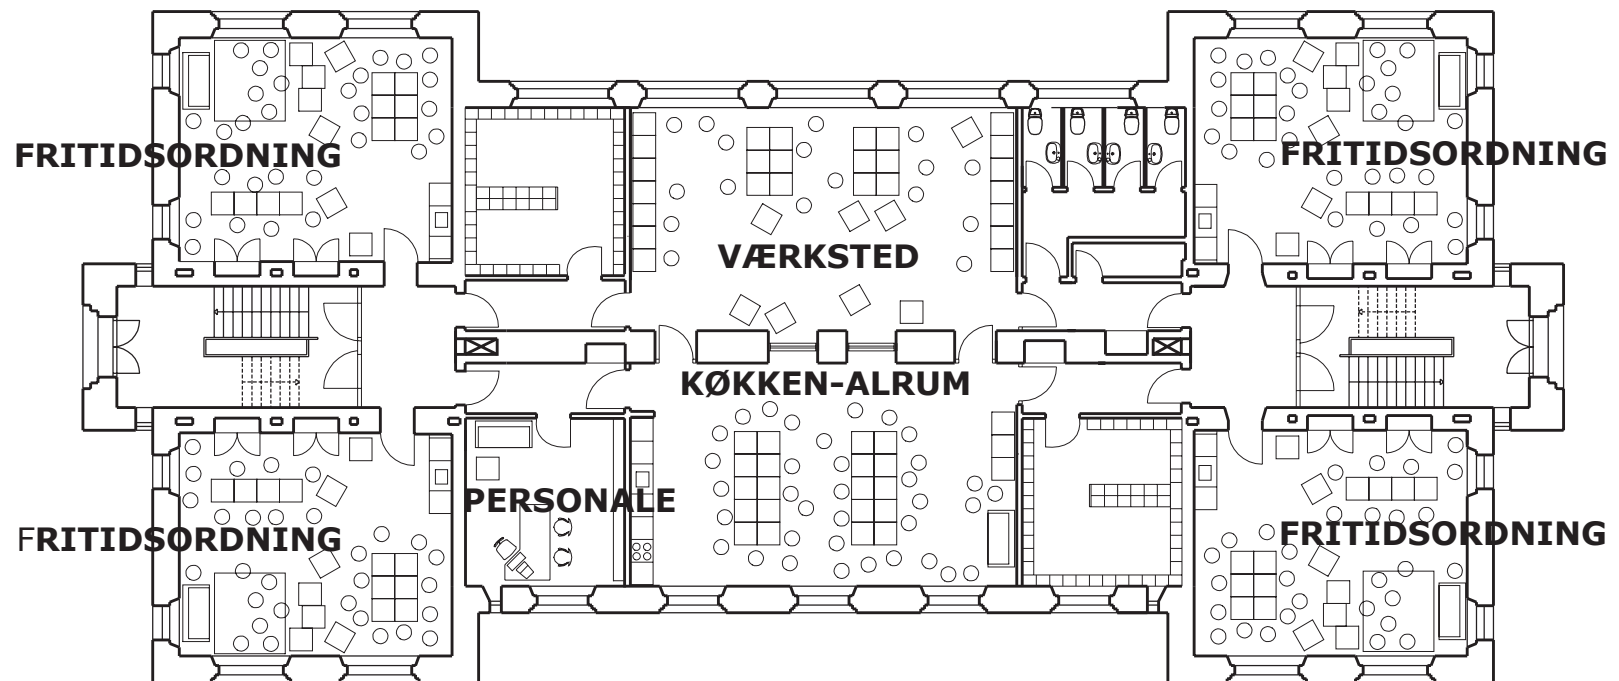 FRITIDSORDNING
FRITIDSORDNING
VÆRKSTED
KØKKEN-ALRUM
PERSONALE
FRITIDSORDNING
FRITIDSORDNING